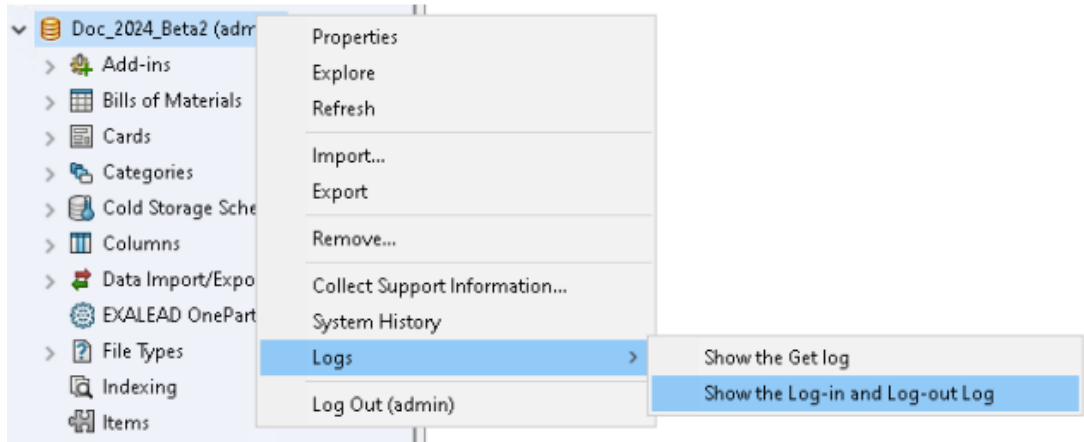 Doc_2024_Beta2 (adm
Add-ins
Bills of Materials
Cards
Categories
Cold Storage Sche
Columns
Data Import/Expo
EXALEAD OnePart
File Types
Indexing
Items
Properties
Explore
Refresh
Import...
Export
Remove...
Collect Support Information...
System History
Logs
Log Out (admin)
Show the Get log
Show the Log-in and Log-out Log